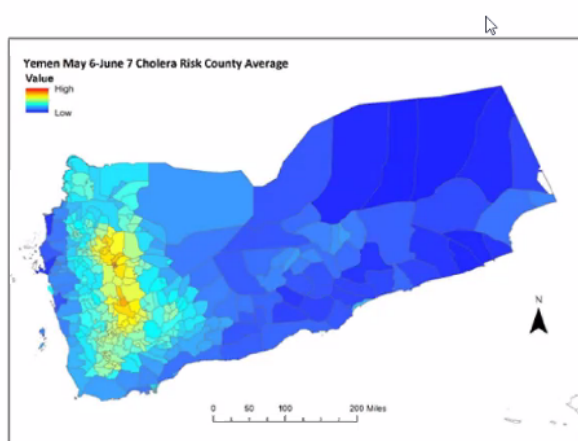 Yemen May 6-June 7 Cholera Risk County Average
Value
High
Low
N
0 50 100 200 Miles